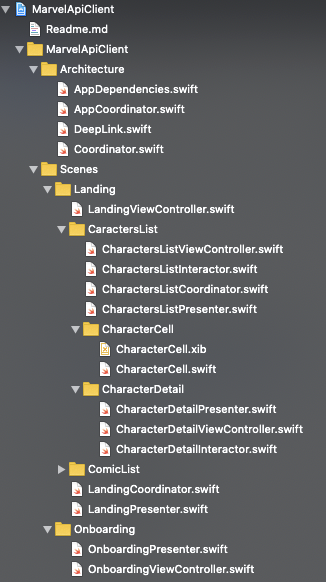 MarvelApiClient
Readme.md
MarvelApiClient
Architecture
AppDependencies.swift
AppCoordinator.swift
DeepLink.swift
Coordinator.swift
Scenes
Landing
LandingViewController.swift
CaractersList
CharactersListViewController.swift
CharactersListInteractor.swift
CharactersListCoordinator.swift
CharactersListPresenter.swift
CharacterCell
CharacterCell.xib
CharacterCell.swift
CharacterDetail
CharacterDetailPresenter.swift
CharacterDetailViewController.swift
CharacterDetailInteractor.swift
ComicList
LandingCoordinator.swift
LandingPresenter.swift
Onboarding
OnboardingPresenter.swift
OnboardingViewController.swift